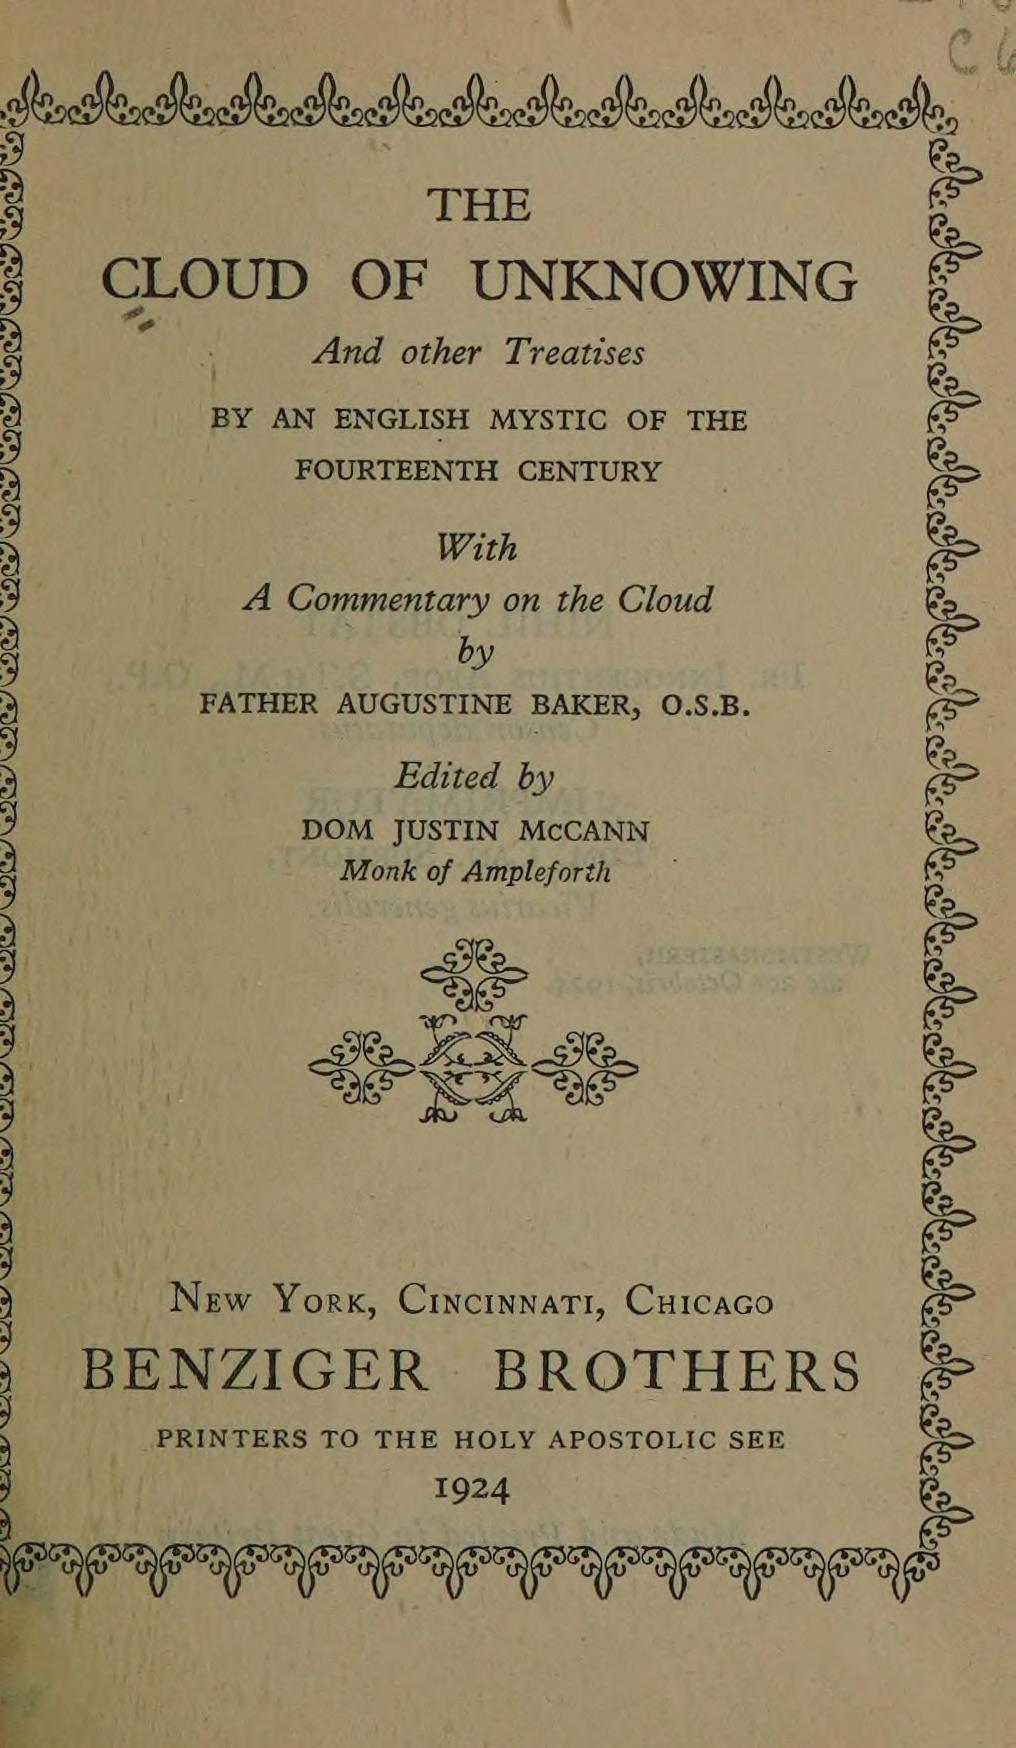 C 6
THE
CLOUD OF UNKNOWING
And other Treatises
BY AN ENGLISH MYSTIC OF THE
FOURTEENTH CENTURY
With
A Commentary on the Cloud
by
FATHER AUGUSTINE BAKER, O.S.B.
Edited by
DOM JUSTIN McCANN
Monk of Ampleforth
NEW YORK, CINCINNATI, CHICAGO
BENZIGER BROTHERS
PRINTERS TO THE HOLY APOSTOLIC SEE
1924